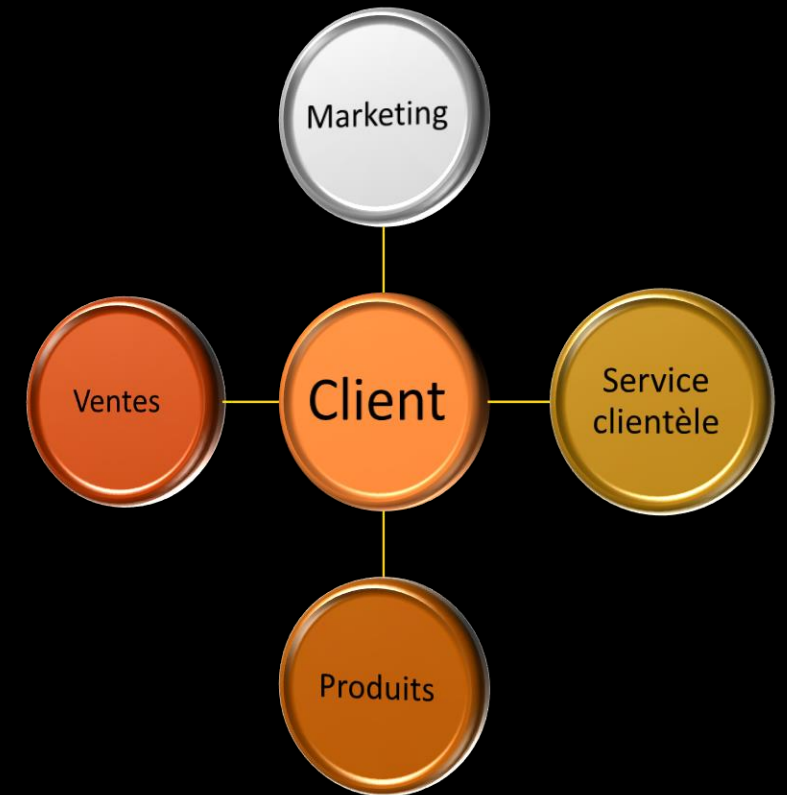 Marketing
Ventes
Client
Service
clientèle
Produits